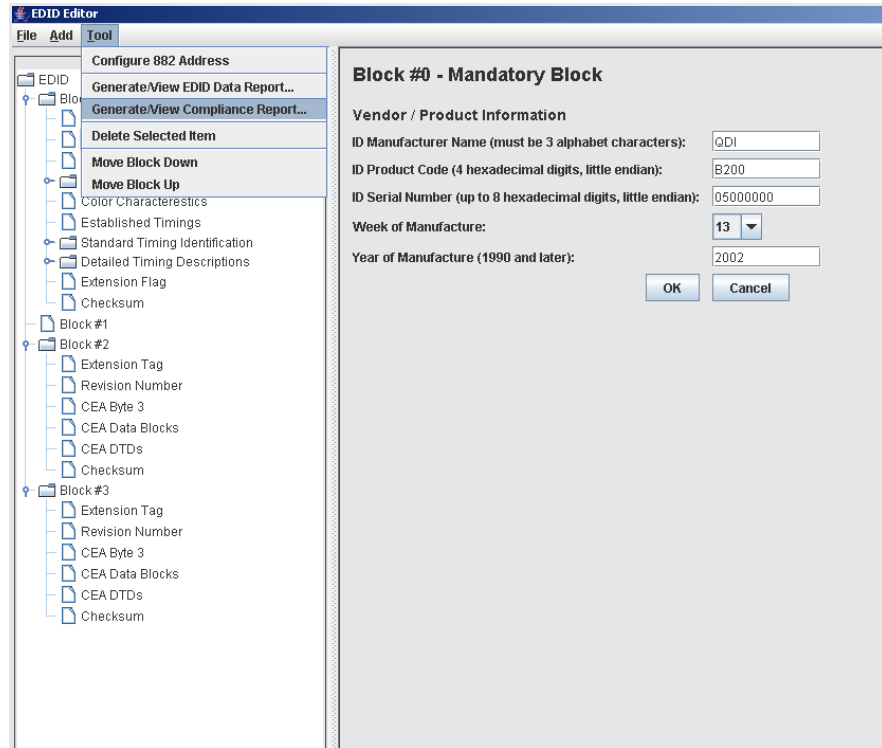 EDID Editor
File Add Tool
Configure 882 Address
Generate/View EDID Data Report...
Generate/View Compliance Report...
Delete Selected Item
Move Block Down
Move Block Up
EDID
Color Characteristics
Established Timings
Standard Timing Identification
Detailed Timing Descriptions
Extension Flag
Checksum
Block #1
Block #2
Extension Tag
Revision Number
CEA Byte 3
CEA Data Blocks
CEA DTDs
Checksum
Block #3
Extension Tag
Revision Number
CEA Byte 3
CEA Data Blocks
CEA DTDs
Checksum
Block #0 - Mandatory Block
Vendor / Product Information
ID Manufacturer Name (must be 3 alphabet characters): QDI
ID Product Code (4 hexadecimal digits, little endian): B200
ID Serial Number (up to 8 hexadecimal digits, little endian): 05000000
Week of Manufacture: 13
Year of Manufacture (1990 and later): 2002
OK Cancel